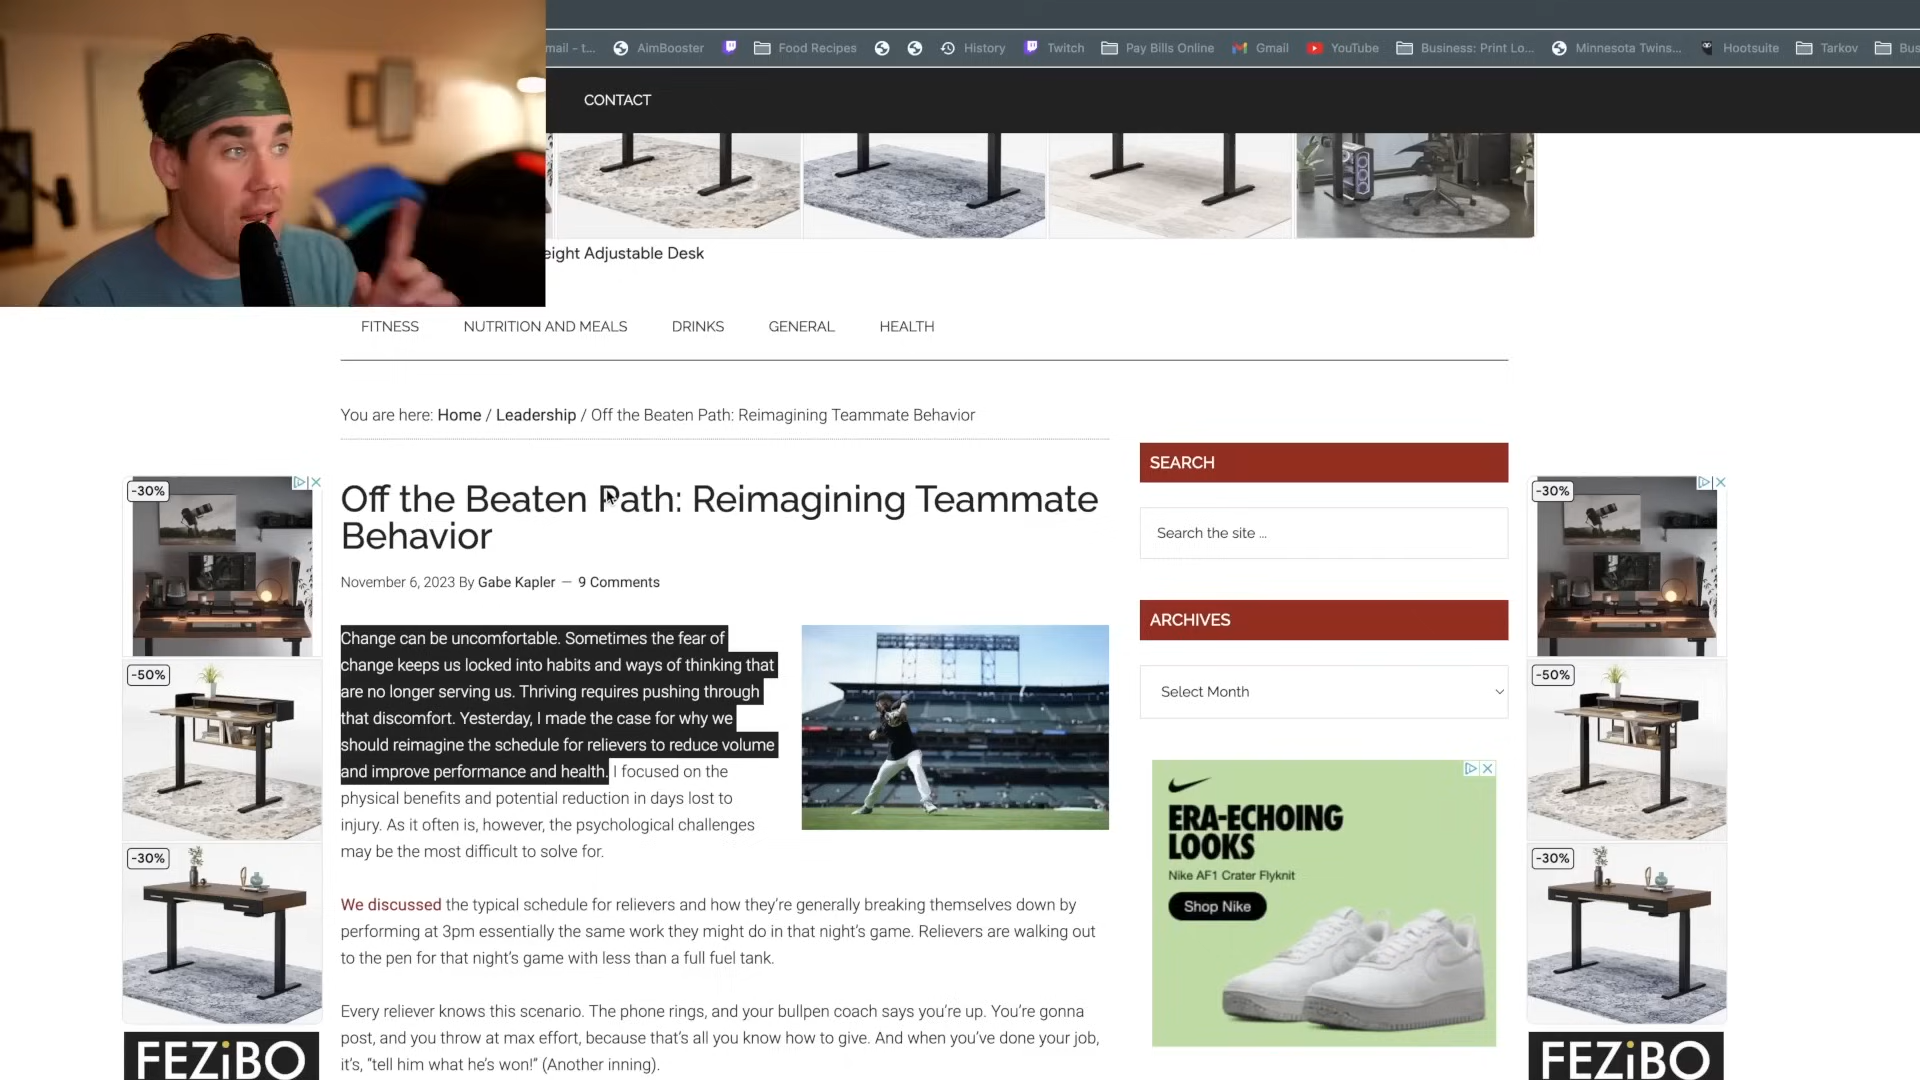 mail - t...
AimBooster
Food Recipes
History
Twitch
Pay Bills Online
Gmail
YouTube
Business: Print Lo...
Minnesota Twins...
Hootsuite
Tarkov
Bus
CONTACT
eight Adjustable Desk
FITNESS
NUTRITION AND MEALS
DRINKS
GENERAL
HEALTH
You are here: Home / Leadership / Off the Beaten Path: Reimagining Teammate Behavior
Off the Beaten Path: Reimagining Teammate
Behavior
November 6, 2023 By Gabe Kapler — 9 Comments
Change can be uncomfortable. Sometimes the fear of
change keeps us locked into habits and ways of thinking that
are no longer serving us. Thriving requires pushing through
that discomfort. Yesterday, I made the case for why we
should reimagine the schedule for relievers to reduce volume
and improve performance and health. I focused on the
physical benefits and potential reduction in days lost to
injury. As it often is, however, the psychological challenges
may be the most difficult to solve for.
We discussed the typical schedule for relievers and how they're generally breaking themselves down by
performing at 3pm essentially the same work they might do in that night's game. Relievers are walking out
to the pen for that night's game with less than a full fuel tank.
Every reliever knows this scenario. The phone rings, and your bullpen coach says you're up. You're gonna
post, and you throw at max effort, because that's all you know how to give. And when you've done your job,
it's, “tell him what he's won!” (Another inning).
SEARCH
Search the site ...
ARCHIVES
Select Month
ERA-ECHOING
LOOKS
Nike AF1 Crater Flyknit
Shop Nike
-30%
-50%
-30%
FEZiBO
-30%
-50%
-30%
FEZiBO